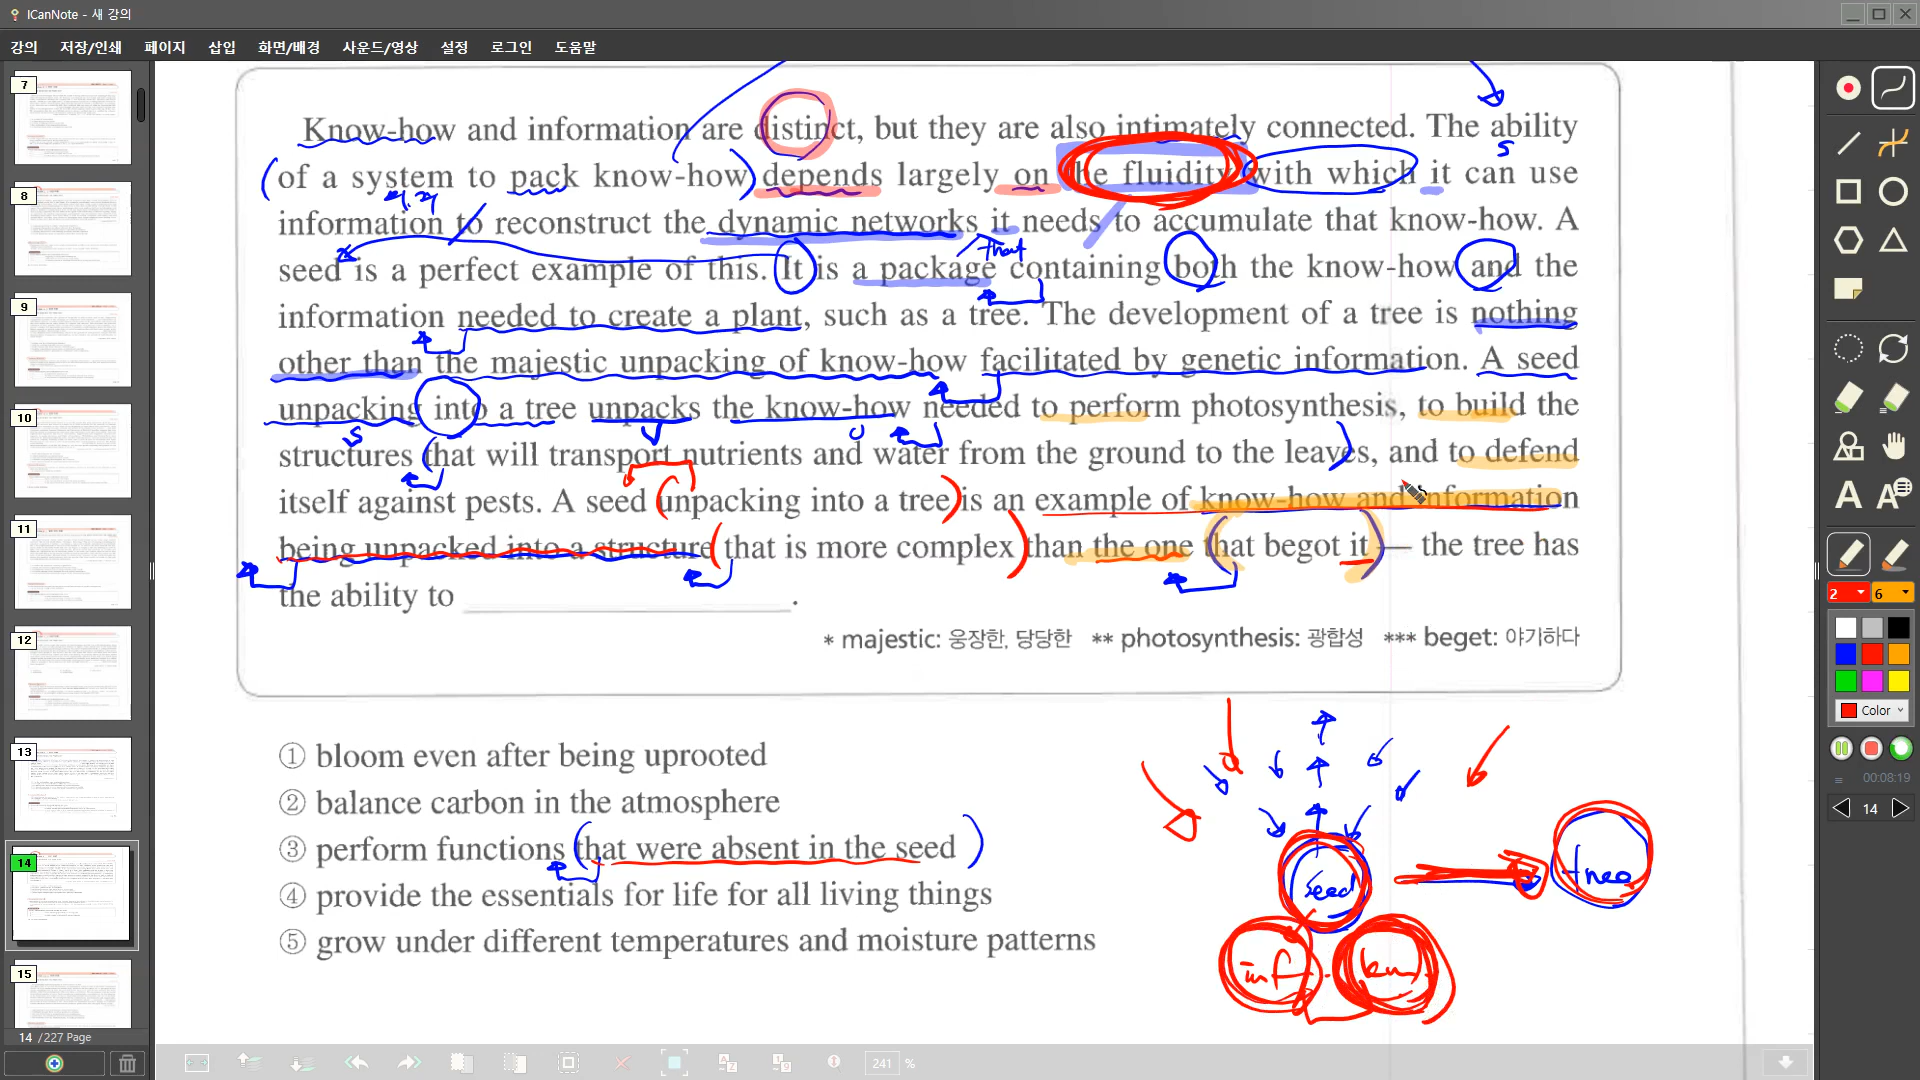 ICanNote - 새 강의
강의 저장/인쇄 페이지 삽입 화면/배경 사운드/영상 설정 로그인 도움말
7
8
9
10
11
12
13
14
15
14 /227 Page
Know-how and information are distinct, but they are also intimately connected. The ability
of a system to pack know-how depends largely on the fluidity with which it can use
information to reconstruct the dynamic networks it needs to accumulate that know-how. A
that
seed is a perfect example of this. It is a package containing both the know-how and the
information needed to create a plant, such as a tree. The development of a tree is nothing
other than the majestic unpacking of know-how facilitated by genetic information. A seed
unpacking into a tree unpacks the know-how needed to perform photosynthesis, to build the
S V O
structures that will transport nutrients and water from the ground to the leaves, and to defend
itself against pests. A seed unpacking into a tree is an example of know-how and information
being unpacked into a structure that is more complex than the one that begot it — the tree has
the ability to ____________________.
* majestic: 웅장한, 당당한 ** photosynthesis: 광합성 *** beget: 야기하다
① bloom even after being uprooted
② balance carbon in the atmosphere
③ perform functions that were absent in the seed
④ provide the essentials for life for all living things
⑤ grow under different temperatures and moisture patterns
Seed
tree
inf
A A
2 6
Color
00:08:19
14
241 %